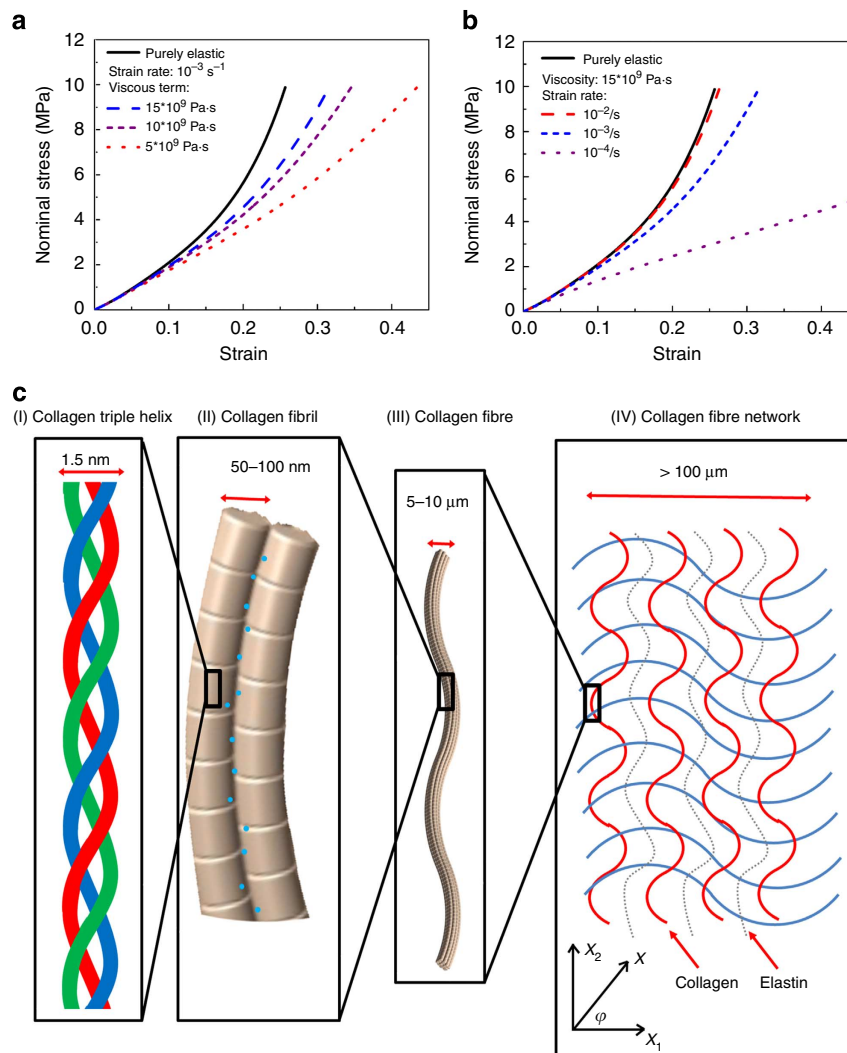 a
12
10
8
6
4
2
0
Nominal stress (MPa)
Purely elastic
Strain rate: 10⁻³ s⁻¹
Viscous term:
15*10⁹ Pa·s
10*10⁹ Pa·s
5*10⁹ Pa·s
0.0 0.1 0.2 0.3 0.4
Strain
b
12
10
8
6
4
2
0
Nominal stress (MPa)
Purely elastic
Viscosity: 15*10⁹ Pa·s
Strain rate:
10⁻²/s
10⁻³/s
10⁻⁴/s
0.0 0.1 0.2 0.3 0.4
Strain
c
(I) Collagen triple helix
1.5 nm
(II) Collagen fibril
50–100 nm
(III) Collagen fibre
5–10 μm
(IV) Collagen fibre network
> 100 μm
Collagen
Elastin
X₂
X
φ
X₁